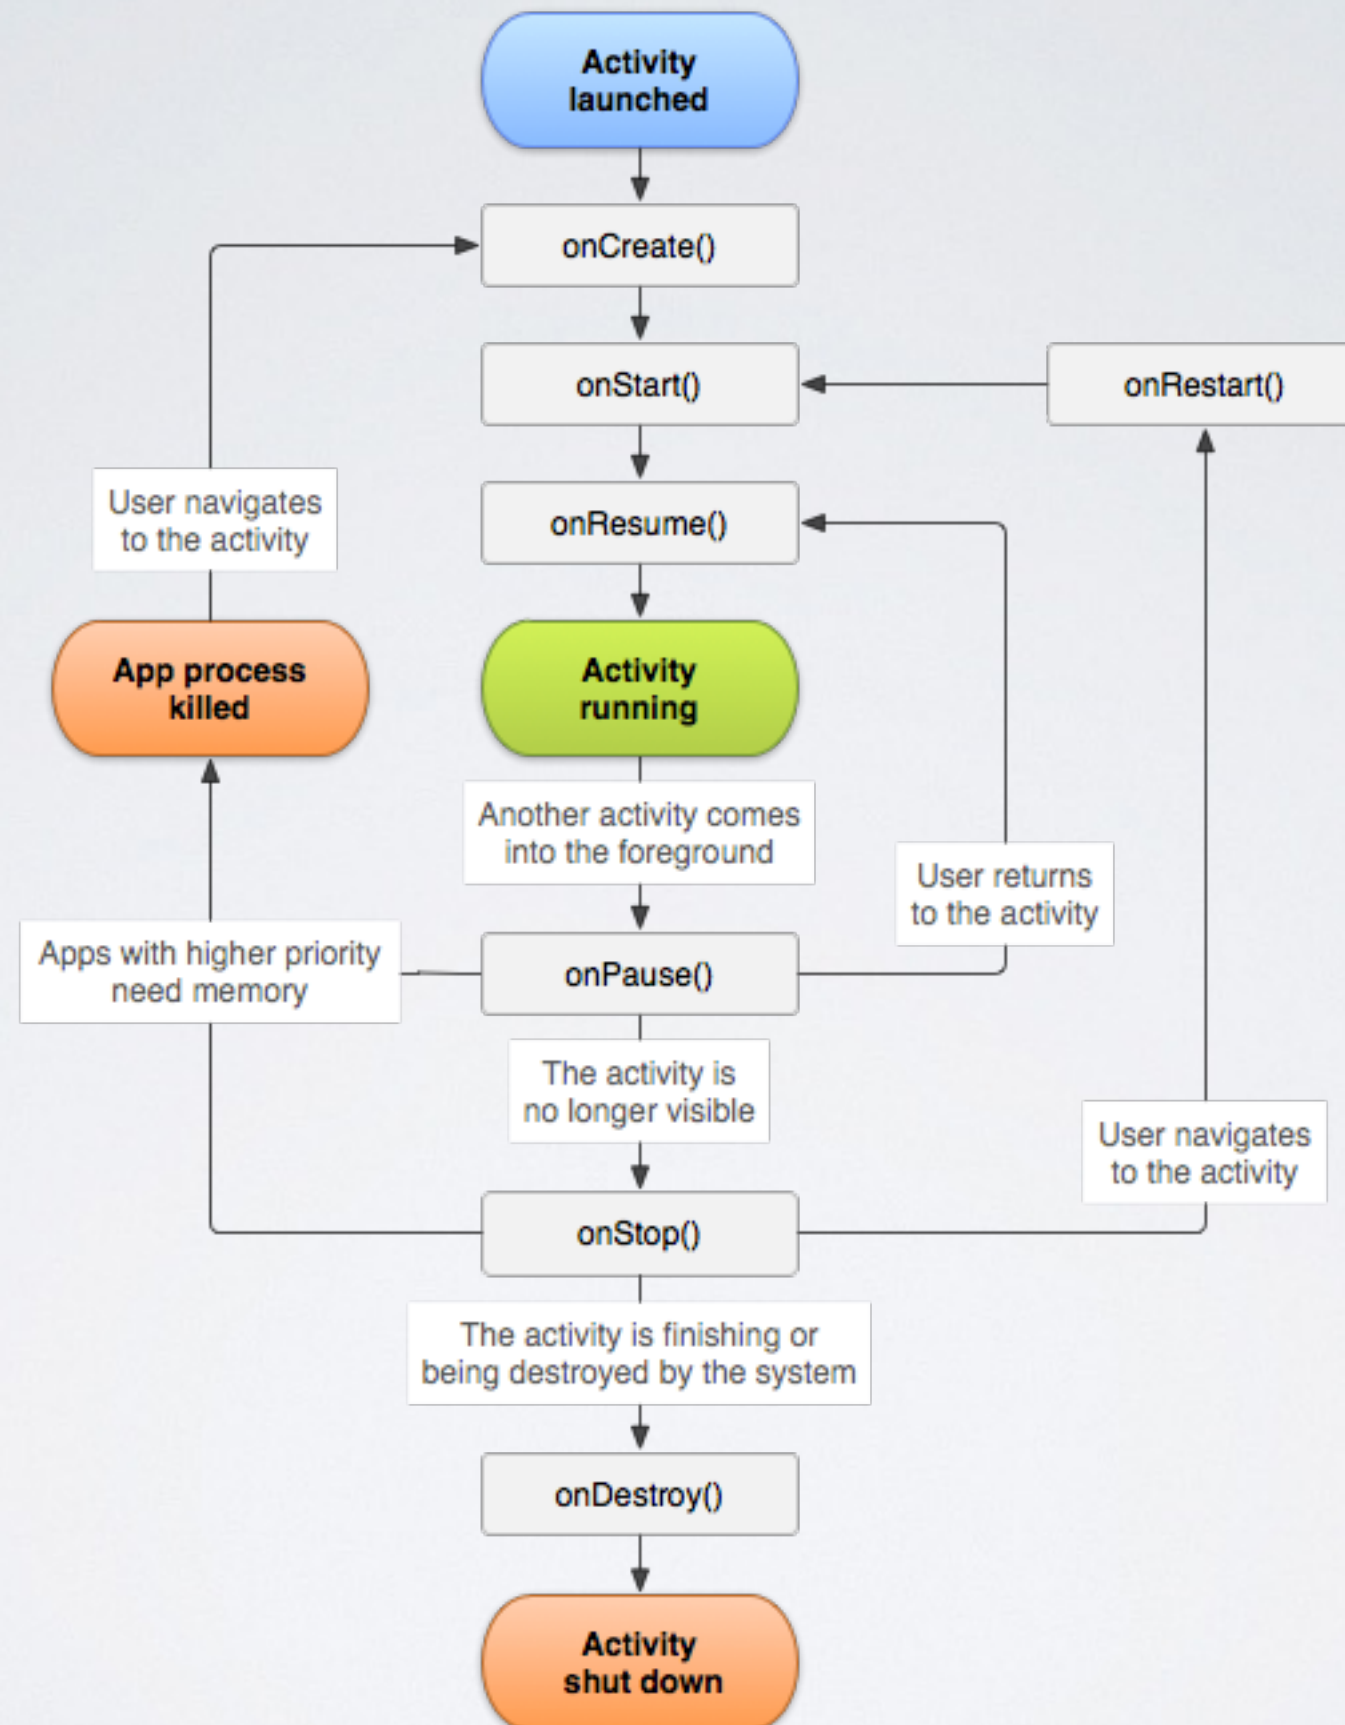 Activity
launched
onCreate()
onStart()
onRestart()
onResume()
User navigates
to the activity
App process
killed
Activity
running
Another activity comes
into the foreground
User returns
to the activity
Apps with higher priority
need memory
onPause()
The activity is
no longer visible
User navigates
to the activity
onStop()
The activity is finishing or
being destroyed by the system
onDestroy()
Activity
shut down